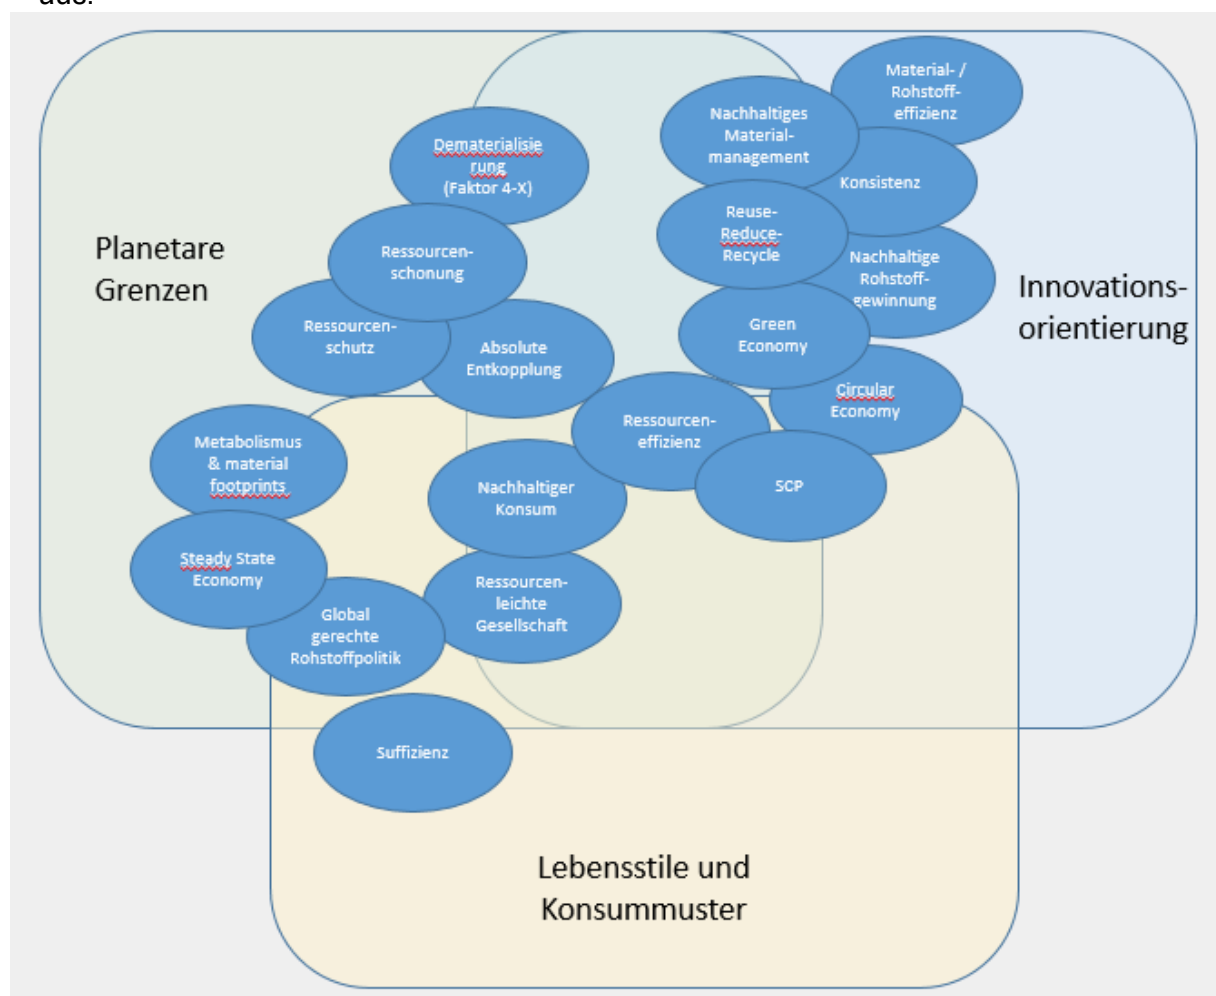 aus.
Material- /
Rohstoff-
effizienz
Nachhaltiges
Material-
management
Dematerialisie
rung
(Faktor 4-X)
Konsistenz
Reuse-
Reduce-
Recycle
Ressourcen-
schonung
Planetare
Grenzen
Nachhaltige
Rohstoff-
gewinnung
Innovations-
orientierung
Ressourcen-
schutz
Green
Economy
Absolute
Entkopplung
Circular
Economy
Ressourcen-
effizienz
Metabolismus
& material
footprints
Nachhaltiger
Konsum
SCP
Steady State
Economy
Ressourcen-
leichte
Gesellschaft
Global
gerechte
Rohstoffpolitik
Suffizienz
Lebensstile und
Konsummuster